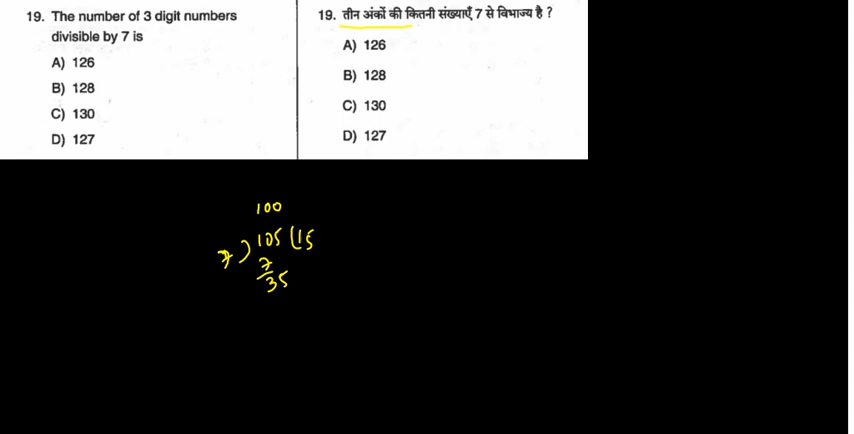 19. The number of 3 digit numbers
divisible by 7 is
A) 126
B) 128
C) 130
D) 127
19. तीन अंकों की कितनी संख्याएँ 7 से विभाज्य है ?
A) 126
B) 128
C) 130
D) 127
100
7 ) 105 ( 15
7
35